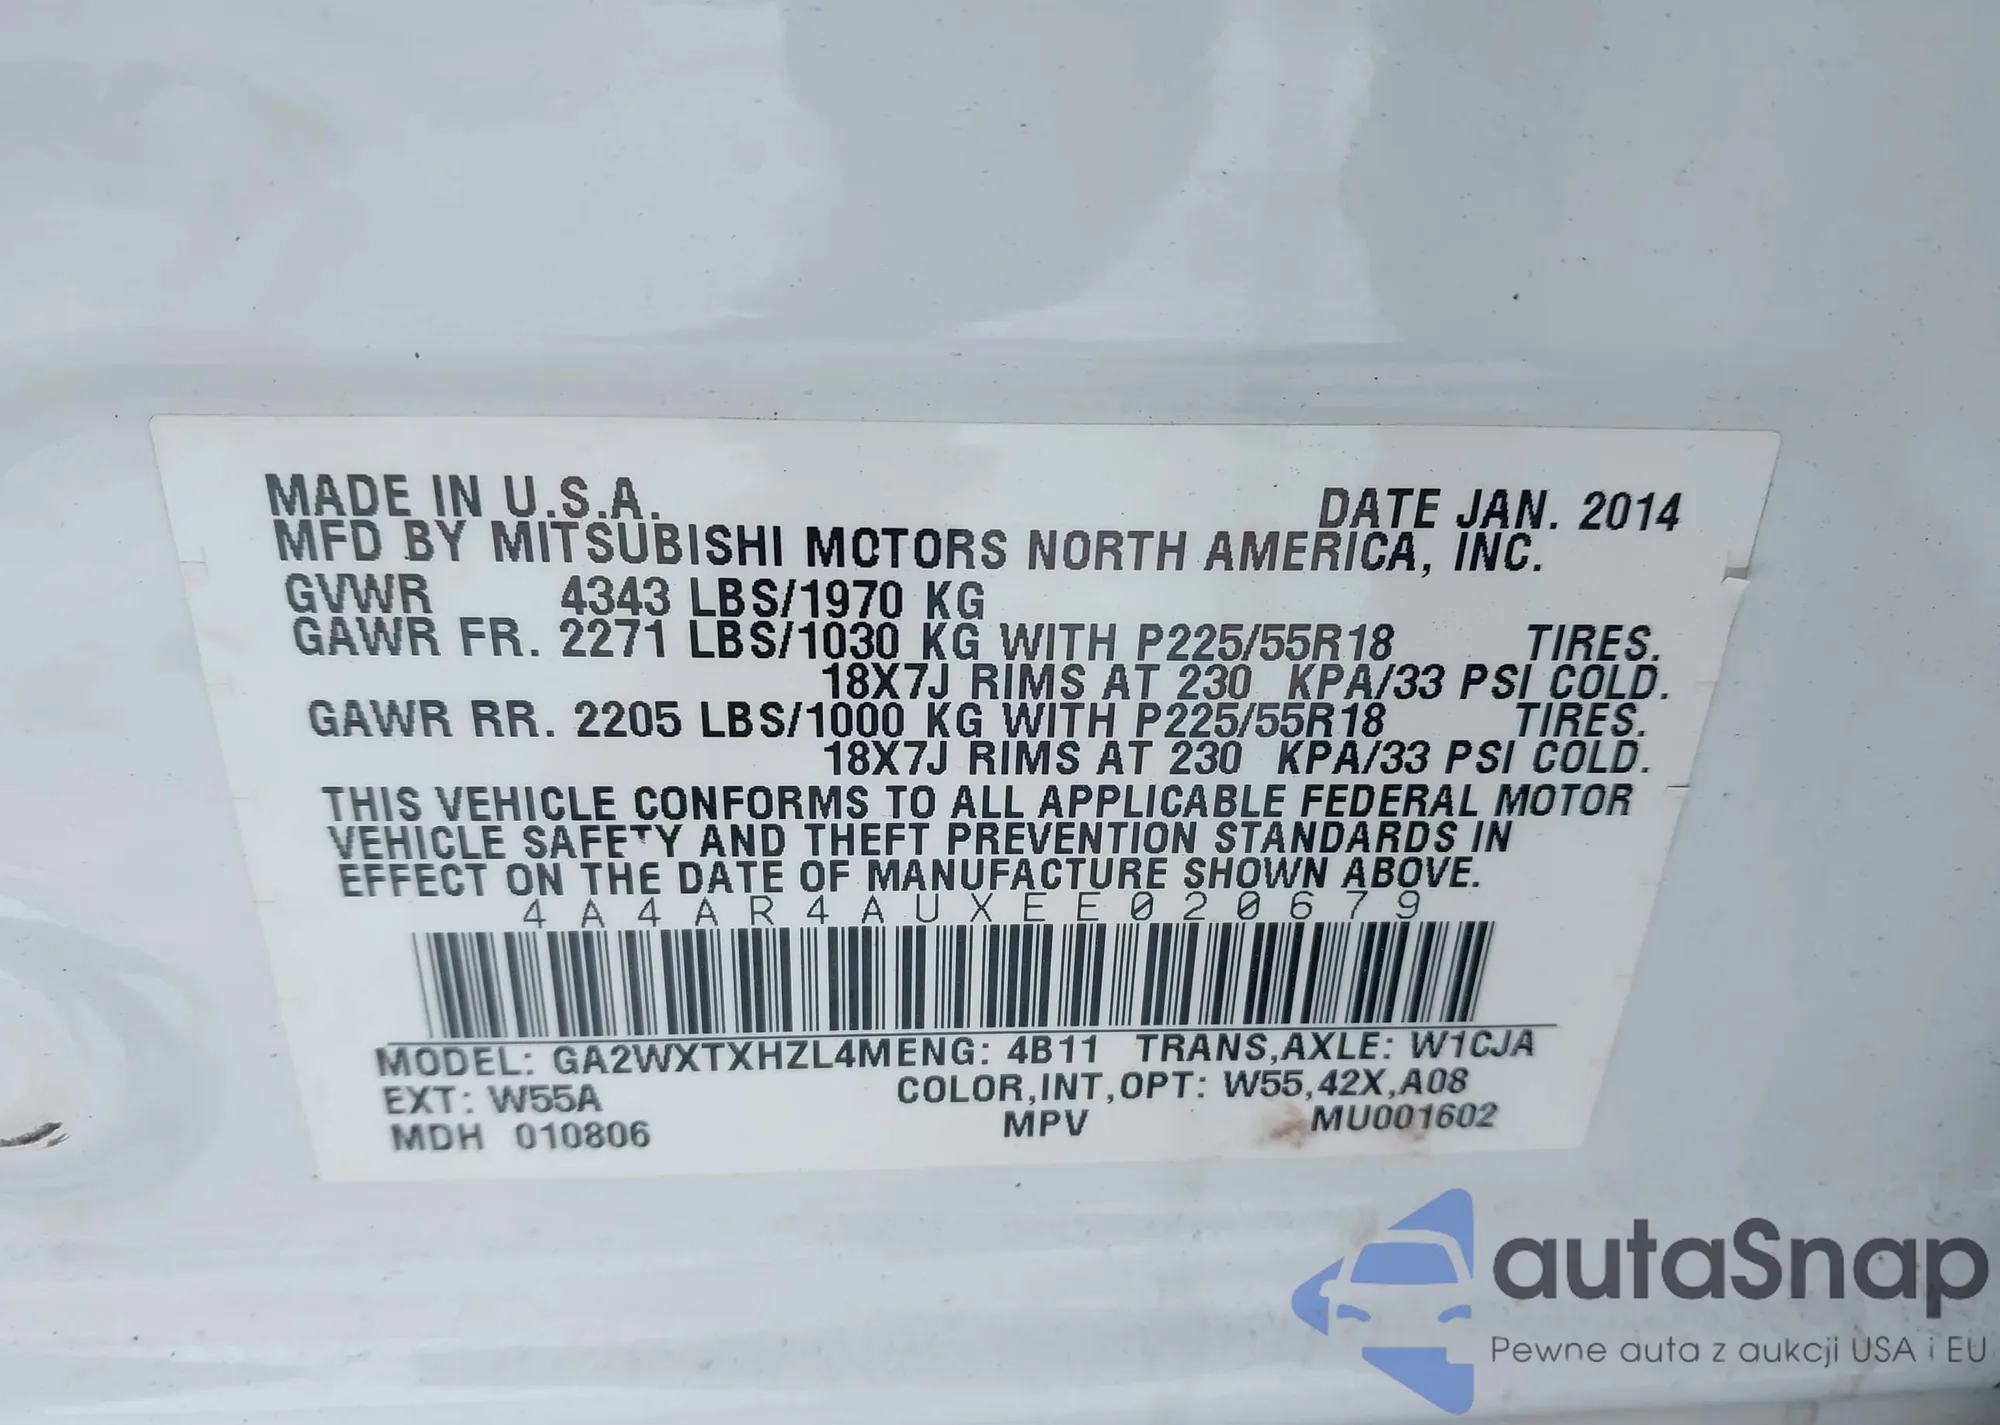 MADE IN U.S.A.
DATE JAN. 2014
MFD BY MITSUBISHI MOTORS NORTH AMERICA, INC.
GVWR 4343 LBS/1970 KG
GAWR FR. 2271 LBS/1030 KG WITH P225/55R18 TIRES.
18X7J RIMS AT 230 KPA/33 PSI COLD.
GAWR RR. 2205 LBS/1000 KG WITH P225/55R18 TIRES.
18X7J RIMS AT 230 KPA/33 PSI COLD.
THIS VEHICLE CONFORMS TO ALL APPLICABLE FEDERAL MOTOR
VEHICLE SAFETY AND THEFT PREVENTION STANDARDS IN
EFFECT ON THE DATE OF MANUFACTURE SHOWN ABOVE.
4A4AR4AUXEE020679
MODEL: GA2WXTXHZL4MENG: 4B11 TRANS,AXLE: W1CJA
EXT: W55A COLOR,INT,OPT: W55,42X,A08
MDH 010806 MPV MU001602
autaSnap
Pewne auta z aukcji USA i EU